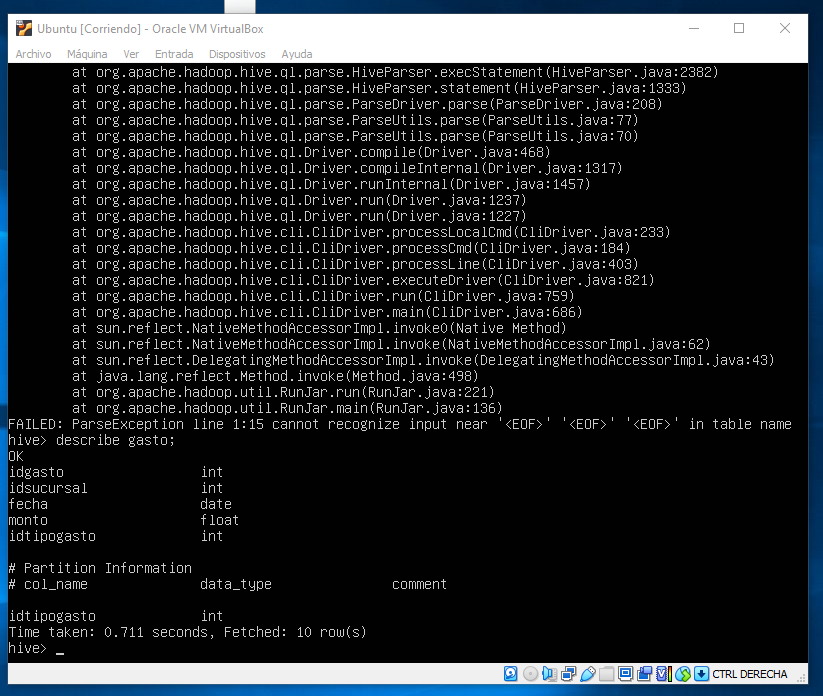 Ubuntu [Corriendo] - Oracle VM VirtualBox
Archivo Máquina Ver Entrada Dispositivos Ayuda
at org.apache.hadoop.hive.ql.parse.HiveParser.execStatement(HiveParser.java:2382)
at org.apache.hadoop.hive.ql.parse.HiveParser.statement(HiveParser.java:1333)
at org.apache.hadoop.hive.ql.parse.ParseDriver.parse(ParseDriver.java:208)
at org.apache.hadoop.hive.ql.parse.ParseUtils.parse(ParseUtils.java:77)
at org.apache.hadoop.hive.ql.parse.ParseUtils.parse(ParseUtils.java:70)
at org.apache.hadoop.hive.ql.Driver.compile(Driver.java:468)
at org.apache.hadoop.hive.ql.Driver.compileInternal(Driver.java:1317)
at org.apache.hadoop.hive.ql.Driver.runInternal(Driver.java:1457)
at org.apache.hadoop.hive.ql.Driver.run(Driver.java:1237)
at org.apache.hadoop.hive.ql.Driver.run(Driver.java:1227)
at org.apache.hadoop.hive.cli.CliDriver.processLocalCmd(CliDriver.java:233)
at org.apache.hadoop.hive.cli.CliDriver.processCmd(CliDriver.java:184)
at org.apache.hadoop.hive.cli.CliDriver.processLine(CliDriver.java:403)
at org.apache.hadoop.hive.cli.CliDriver.executeDriver(CliDriver.java:821)
at org.apache.hadoop.hive.cli.CliDriver.run(CliDriver.java:759)
at org.apache.hadoop.hive.cli.CliDriver.main(CliDriver.java:686)
at sun.reflect.NativeMethodAccessorImpl.invoke0(Native Method)
at sun.reflect.NativeMethodAccessorImpl.invoke(NativeMethodAccessorImpl.java:62)
at sun.reflect.DelegatingMethodAccessorImpl.invoke(DelegatingMethodAccessorImpl.java:43)
at java.lang.reflect.Method.invoke(Method.java:498)
at org.apache.hadoop.util.RunJar.run(RunJar.java:221)
at org.apache.hadoop.util.RunJar.main(RunJar.java:136)
FAILED: ParseException line 1:15 cannot recognize input near '<EOF>' '<EOF>' '<EOF>' in table name
hive> describe gasto;
OK
idgasto int
idsucursal int
fecha date
monto float
idtipogasto int
# Partition Information
# col_name data_type comment
idtipogasto int
Time taken: 0.711 seconds, Fetched: 10 row(s)
hive> _
CTRL DERECHA